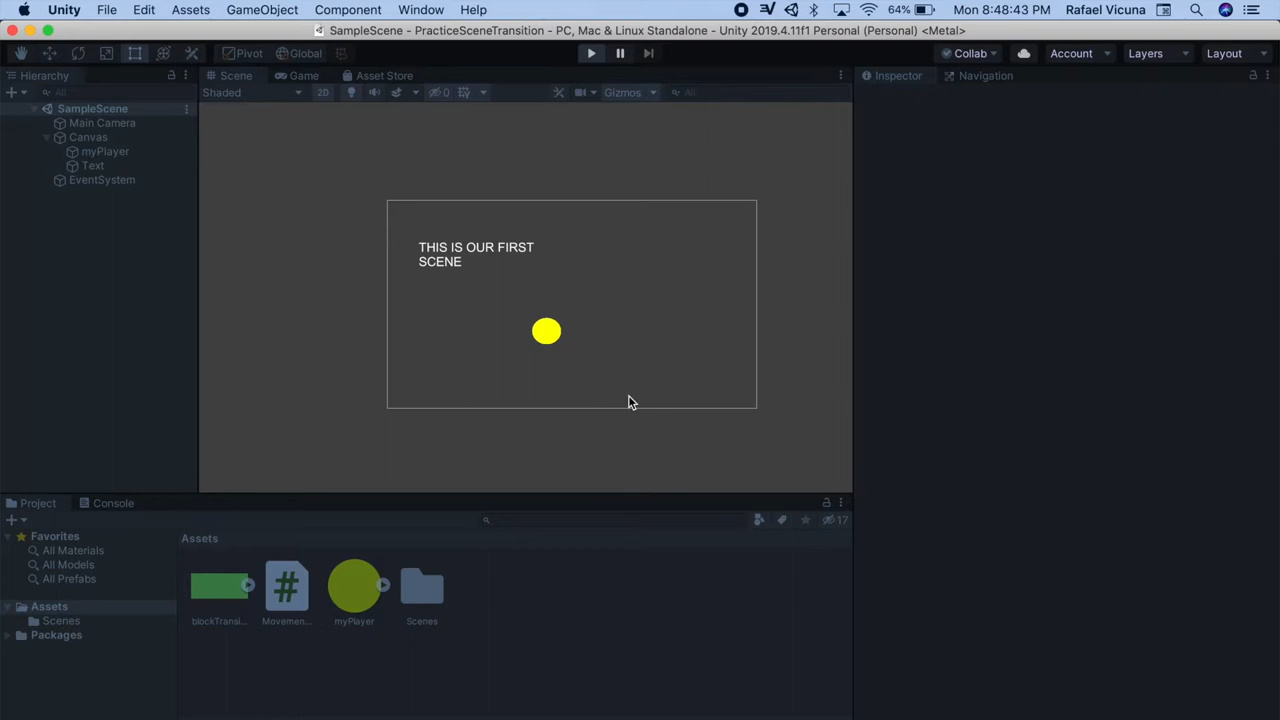 Unity File Edit Assets GameObject Component Window Help 64% Mon 8:48:43 PM Rafael Vicuna
SampleScene - PracticeSceneTransition - PC, Mac & Linux Standalone - Unity 2019.4.11f1 Personal (Personal) <Metal>
Pivot Global Collab Account Layers Layout
Hierarchy Scene Game Asset Store Inspector Navigation
All Shaded 2D 0 Gizmos All
SampleScene
Main Camera
Canvas
myPlayer
Text
EventSystem
THIS IS OUR FIRST
SCENE
Project Console
17
Favorites Assets
All Materials
All Models
All Prefabs
Assets
Scenes
Packages
#
blockTransi... Movemen... myPlayer Scenes